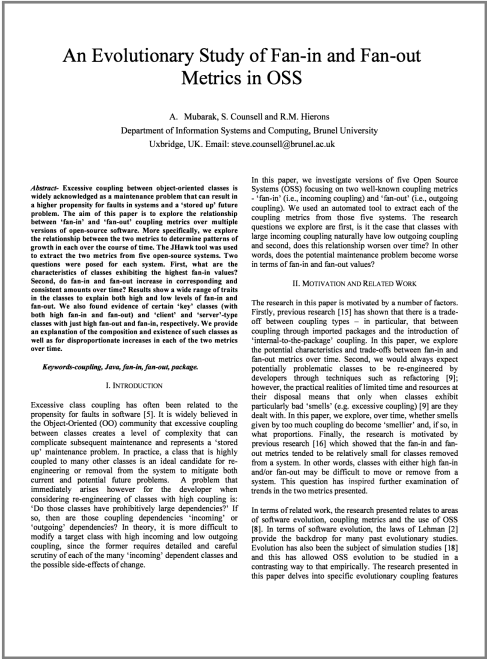 An Evolutionary Study of Fan-in and Fan-out
Metrics in OSS
A. Mubarak, S. Counsell and R.M. Hierons
Department of Information Systems and Computing, Brunel University
Uxbridge, UK. Email: steve.counsell@brunel.ac.uk
Abstract- Excessive coupling between object-oriented classes is
widely acknowledged as a maintenance problem that can result in
a higher propensity for faults in systems and a 'stored up' future
problem. The aim of this paper is to explore the relationship
between 'fan-in' and 'fan-out' coupling metrics over multiple
versions of open-source software. More specifically, we explore
the relationship between the two metrics to determine patterns of
growth in each over the course of time. The JHawk tool was used
to extract the two metrics from five open-source systems. Two
questions were posed for each system. First, what are the
characteristics of classes exhibiting the highest fan-in values?
Second, do fan-in and fan-out increase in corresponding and
consistent amounts over time? Results show a wide range of traits
in the classes to explain both high and low levels of fan-in and
fan-out. We also found evidence of certain 'key' classes (with
both high fan-in and fan-out) and 'client' and 'server'-type
classes with just high fan-out and fan-in, respectively. We provide
an explanation of the composition and existence of such classes as
well as for disproportionate increases in each of the two metrics
over time.
Keywords-coupling, Java, fan-in, fan-out, package.
I. INTRODUCTION
Excessive class coupling has often been related to the
propensity for faults in software [5]. It is widely believed in
the Object-Oriented (OO) community that excessive coupling
between classes creates a level of complexity that can
complicate subsequent maintenance and represents a 'stored
up' maintenance problem. In practice, a class that is highly
coupled to many other classes is an ideal candidate for re-
engineering or removal from the system to mitigate both
current and potential future problems. A problem that
immediately arises however for the developer when
considering re-engineering of classes with high coupling is:
'Do those classes have prohibitively large dependencies?' If
so, then are those coupling dependencies 'incoming' or
'outgoing' dependencies? In theory, it is more difficult to
modify a target class with high incoming and low outgoing
coupling, since the former requires detailed and careful
scrutiny of each of the many 'incoming' dependent classes and
the possible side-effects of change.
In this paper, we investigate versions of five Open Source
Systems (OSS) focusing on two well-known coupling metrics
- 'fan-in' (i.e., incoming coupling) and 'fan-out' (i.e., outgoing
coupling). We used an automated tool to extract each of the
coupling metrics from those five systems. The research
questions we explore are first, is it the case that classes with
large incoming coupling naturally have low outgoing coupling
and second, does this relationship worsen over time? In other
words, does the potential maintenance problem become worse
in terms of fan-in and fan-out values?
II. MOTIVATION AND RELATED WORK
The research in this paper is motivated by a number of factors.
Firstly, previous research [15] has shown that there is a trade-
off between coupling types – in particular, that between
coupling through imported packages and the introduction of
'internal-to-the-package' coupling. In this paper, we explore
the potential characteristics and trade-offs between fan-in and
fan-out metrics over time. Second, we would always expect
potentially problematic classes to be re-engineered by
developers through techniques such as refactoring [9];
however, the practical realities of limited time and resources at
their disposal means that only when classes exhibit
particularly bad 'smells' (e.g. excessive coupling) [9] are they
dealt with. In this paper, we explore, over time, whether smells
given by too much coupling do become 'smellier' and, if so, in
what proportions. Finally, the research is motivated by
previous research [16] which showed that the fan-in and fan-
out metrics tended to be relatively small for classes removed
from a system. In other words, classes with either high fan-in
and/or fan-out may be difficult to move or remove from a
system. This question has inspired further examination of
trends in the two metrics presented.
In terms of related work, the research presented relates to areas
of software evolution, coupling metrics and the use of OSS
[8]. In terms of software evolution, the laws of Lehman [2]
provide the backdrop for many past evolutionary studies.
Evolution has also been the subject of simulation studies [18]
and this has allowed OSS evolution to be studied in a
contrasting way to that empirically. The research presented in
this paper delves into specific evolutionary coupling features